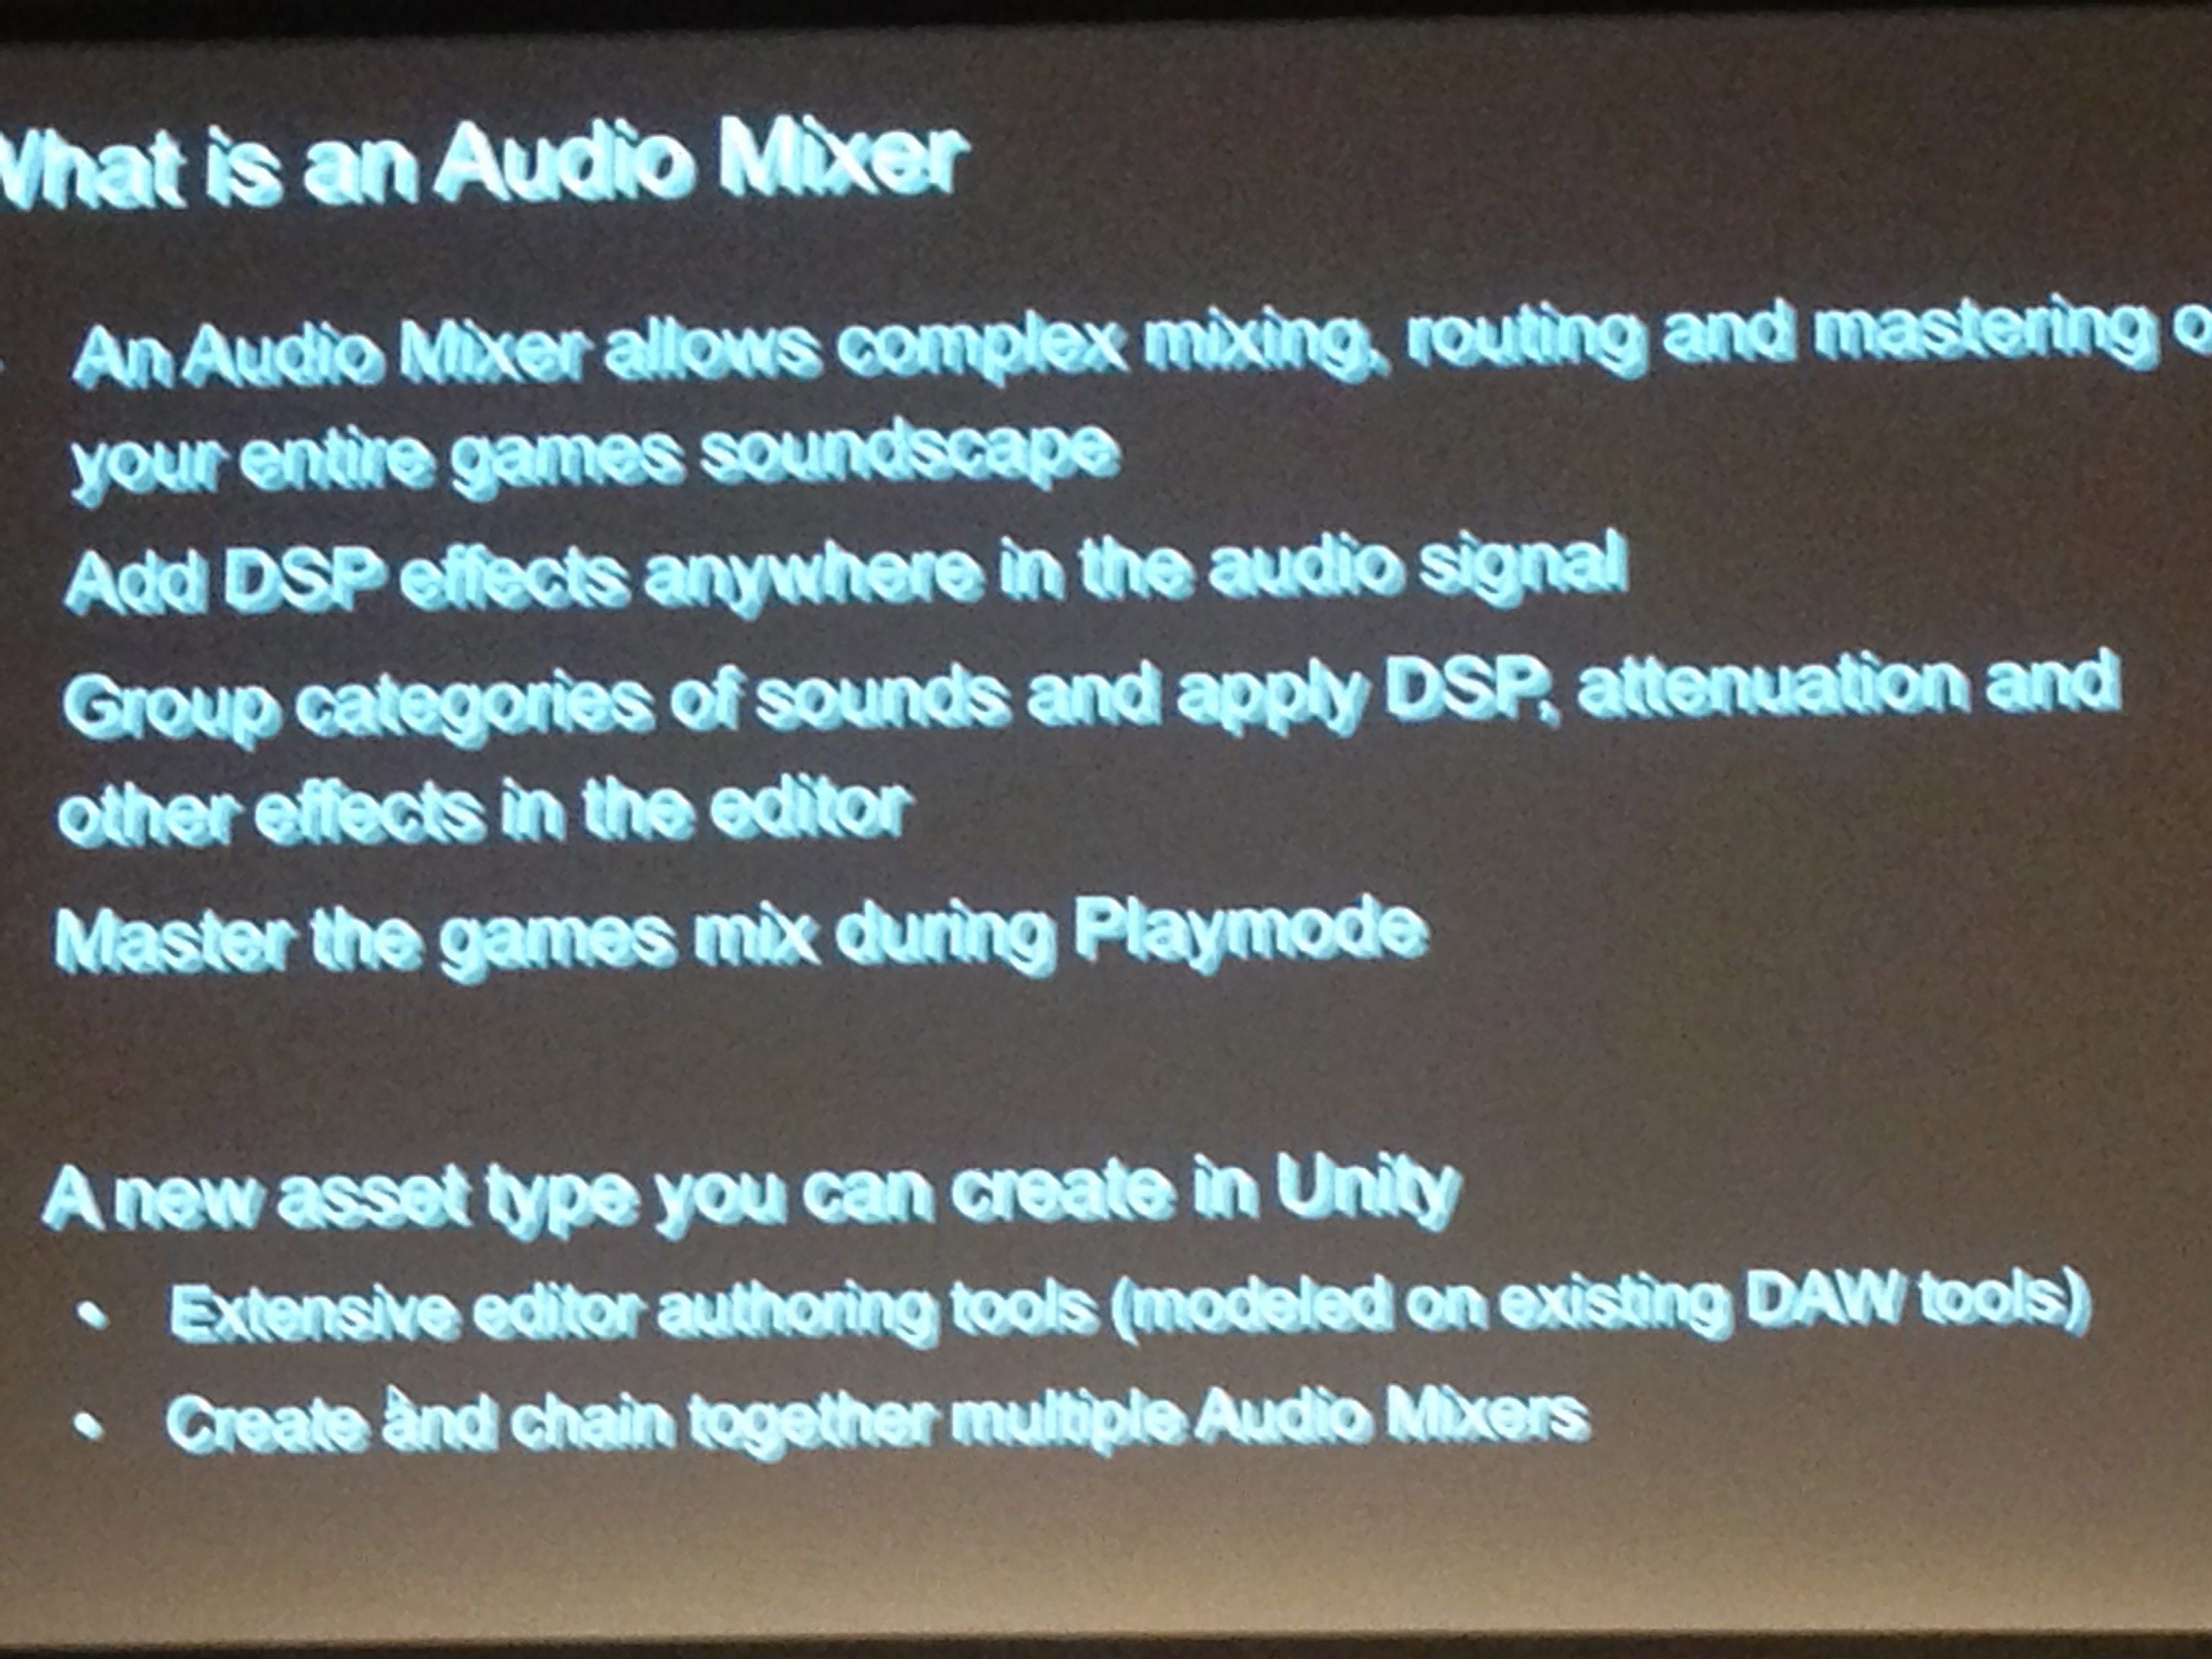 What is an Audio Mixer
An Audio Mixer allows complex mixing, routing and mastering o
your entire games soundscape
Add DSP effects anywhere in the audio signal
Group categories of sounds and apply DSP, attenuation and
other effects in the editor
Master the games mix during Playmode
A new asset type you can create in Unity
• Extensive editor authoring tools (modeled on existing DAW tools)
• Create and chain together multiple Audio Mixers